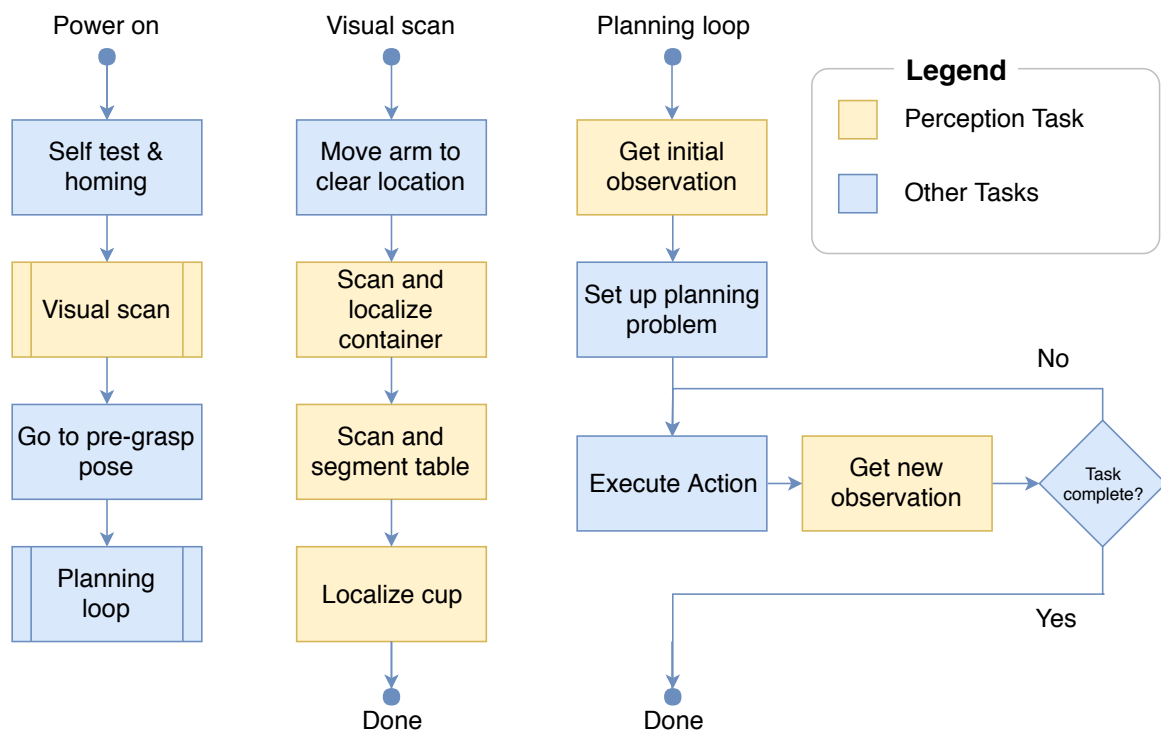 Power on
Self test &
homing
Visual scan
Go to pre-grasp
pose
Planning
loop
Visual scan
Move arm to
clear location
Scan and
localize
container
Scan and
segment table
Localize cup
Done
Planning loop
Get initial
observation
Set up planning
problem
No
Execute Action
Get new
observation
Task
complete?
Yes
Done
Legend
Perception Task
Other Tasks